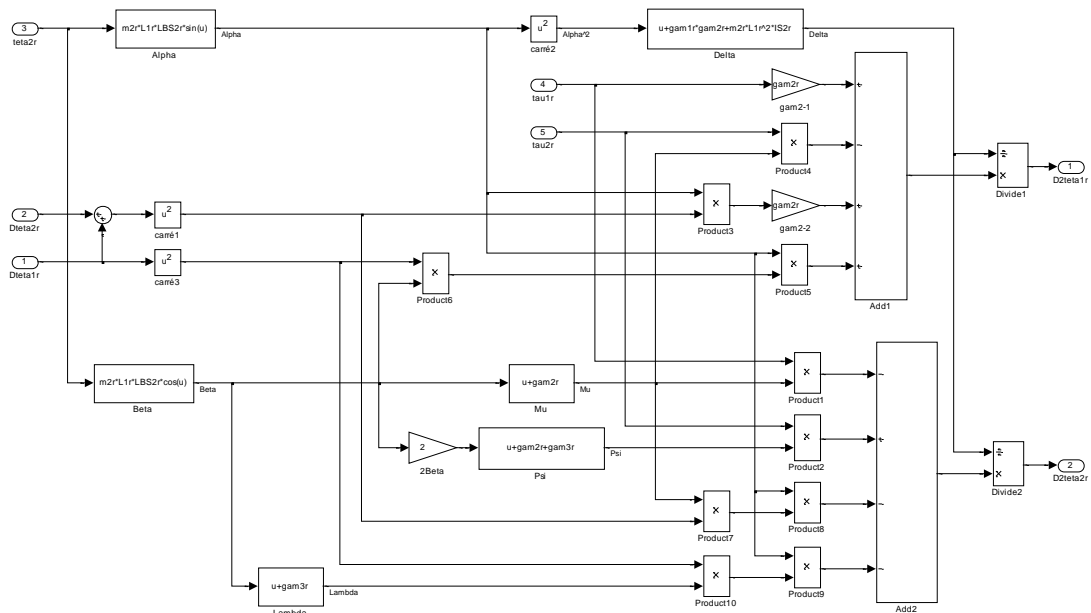 3
teta2r
m2r*L1r*LBS2r*sin(u)
Alpha
Alpha
u²
carré2
Alpha^2
u+gam1r*gam2r+m2r*L1r^2*IS2r
Delta
Delta
4
tau1r
gam2r
gam2-1
5
tau2r
×
Product4
÷
×
Divide1
1
D2teta1r
2
Dteta2r
u²
carré1
×
Product3
gam2r
gam2-2
1
Dteta1r
u²
carré3
×
Product6
×
Product5
Add1
m2r*L1r*LBS2r*cos(u)
Beta
Beta
u+gam2r
Mu
Mu
×
Product1
2
2Beta
u+gam2r+gam3r
Psi
Psi
×
Product2
÷
×
Divide2
2
D2teta2r
×
Product7
×
Product8
u+gam3r
Lambda
Lambda
×
Product10
×
Product9
Add2